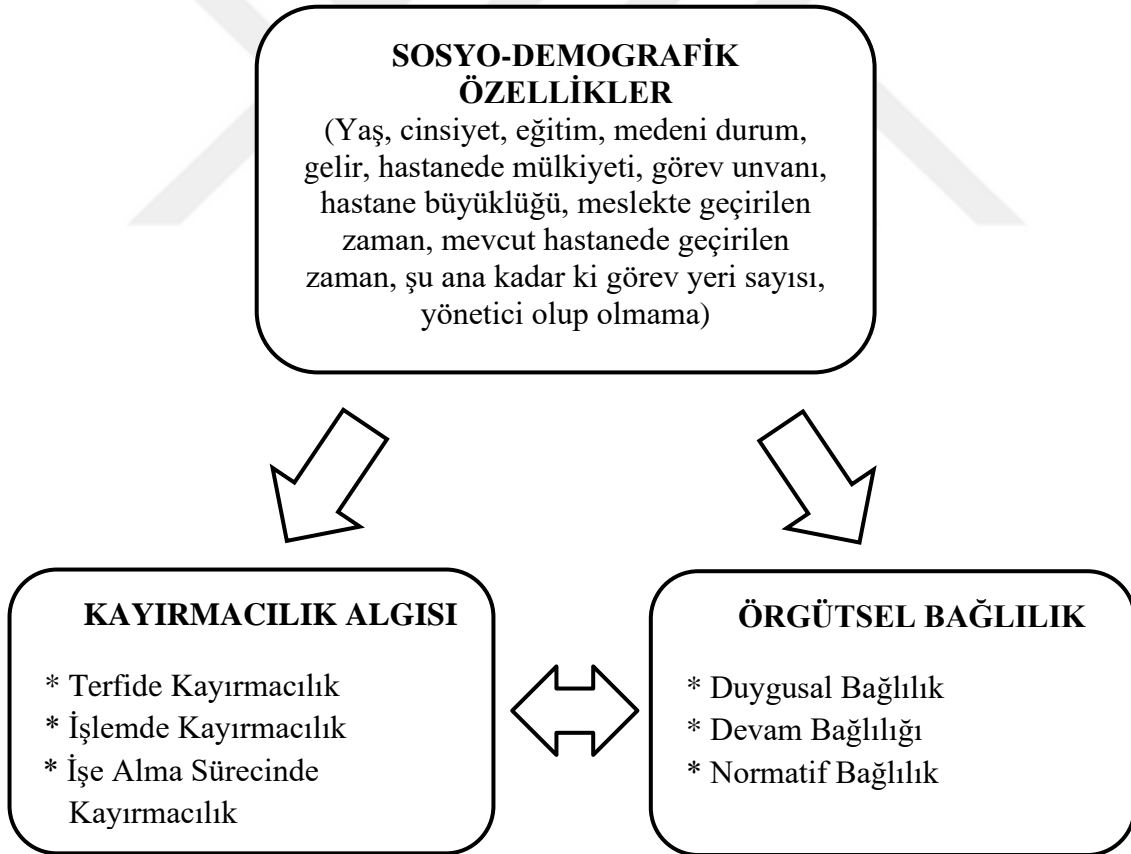 SOSYO-DEMOGRAFİK
ÖZELLİKLER
(Yaş, cinsiyet, eğitim, medeni durum,
gelir, hastanede mülkiyeti, görev unvanı,
hastane büyüklüğü, meslekte geçirilen
zaman, mevcut hastanede geçirilen
zaman, şu ana kadar ki görev yeri sayısı,
yönetici olup olmama)
KAYIRMACILIK ALGISI
* Terfide Kayırmacılık
* İşlemde Kayırmacılık
* İşe Alma Sürecinde
Kayırmacılık
ÖRGÜTSEL BAĞLILIK
* Duygusal Bağlılık
* Devam Bağlılığı
* Normatif Bağlılık